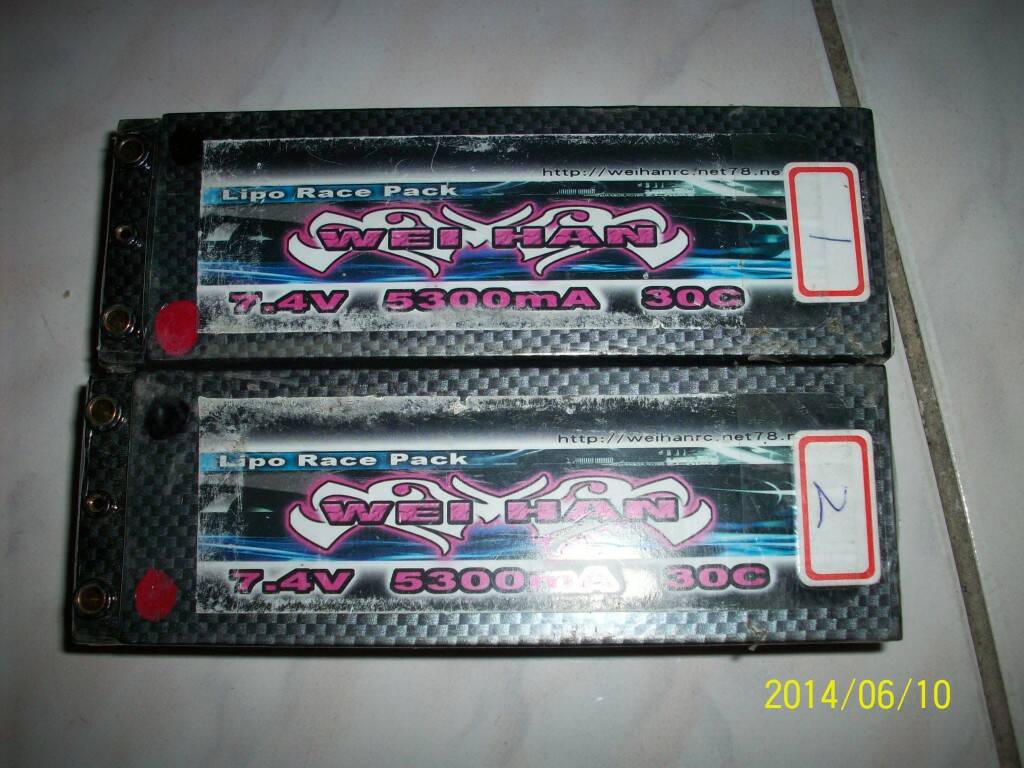 http://weihanrc.net78.ne
Lipo Race Pack
WEI HAN
7.4V 5300mA 30C
1
http://weihanrc.net78.n
Lipo Race Pack
WEI HAN
7.4V 5300mA 30C
2
2014/06/10